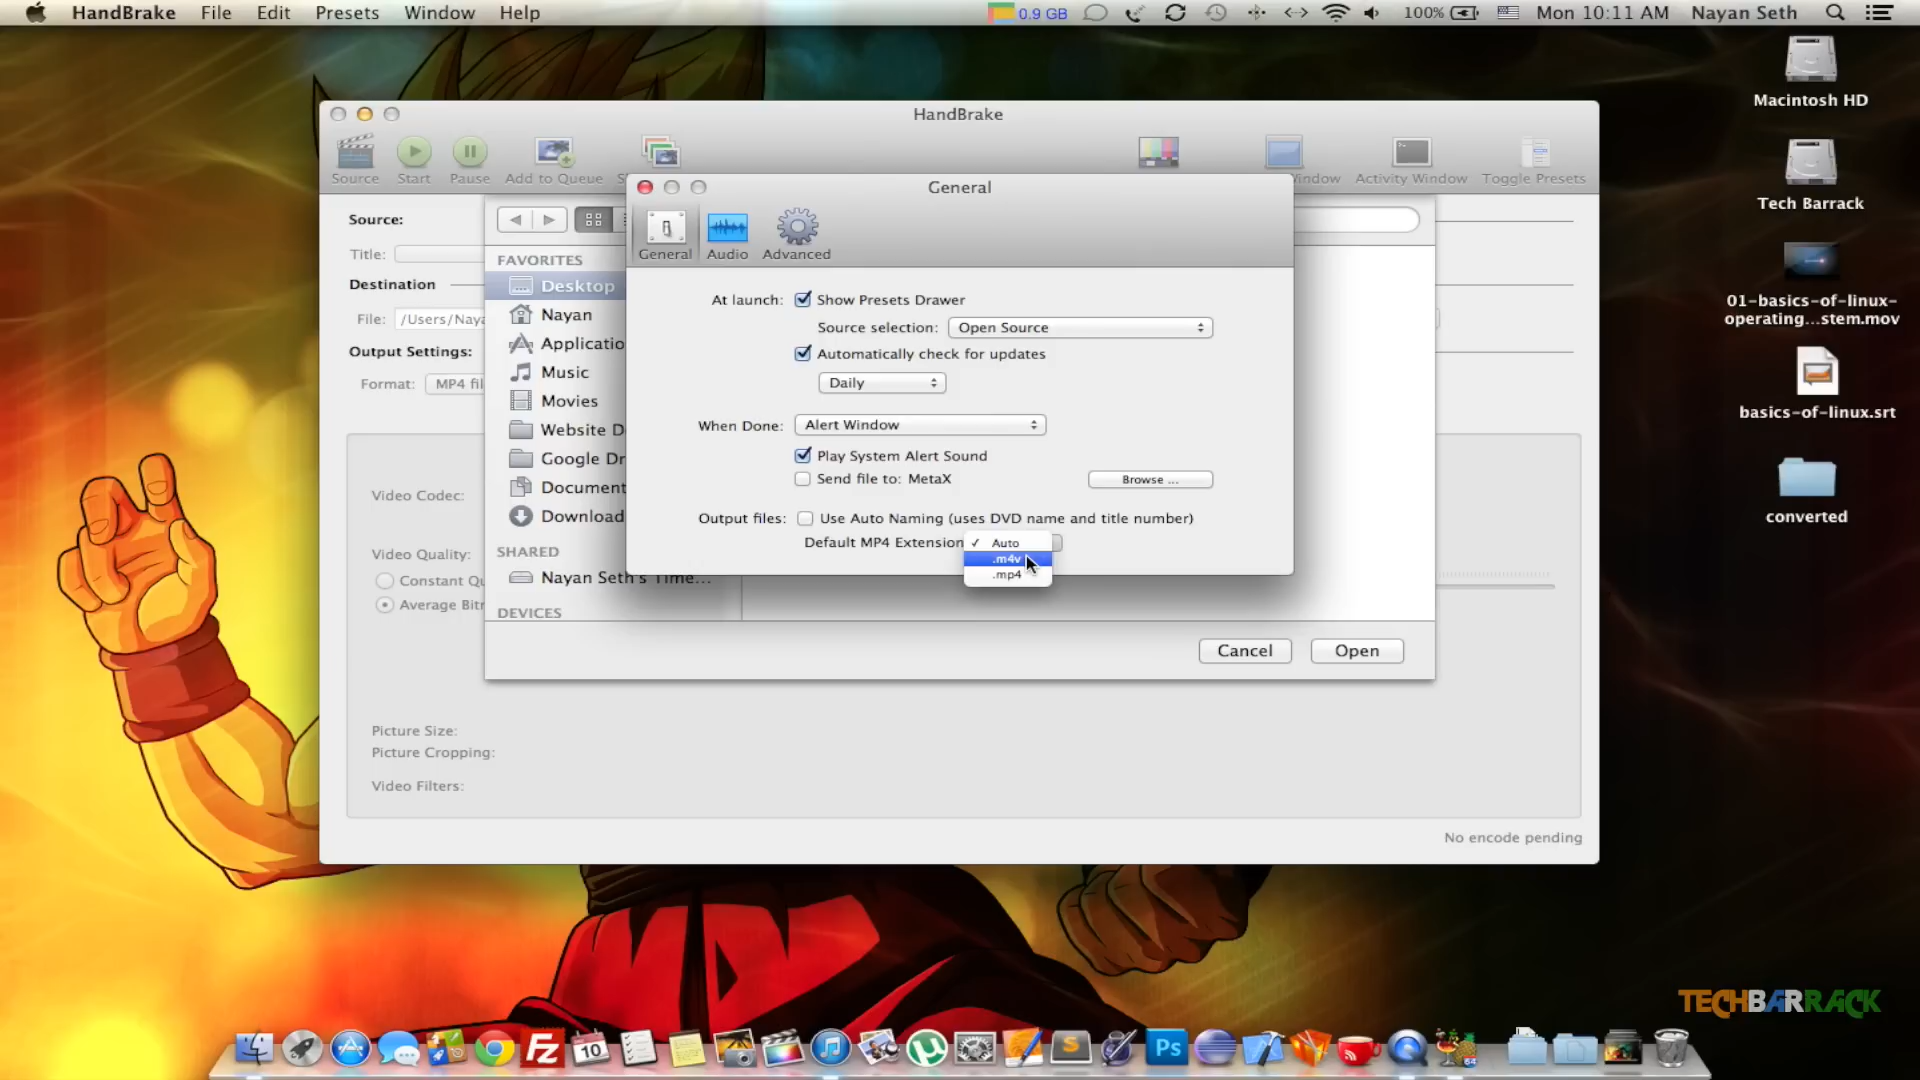 HandBrake File Edit Presets Window Help 0.9 GB 100% Mon 10:11 AM Nayan Seth
Macintosh HD
Tech Barrack
01-basics-of-linux-
operating...stem.mov
basics-of-linux.srt
converted
HandBrake
Source Start Pause Add to Queue Activity Window Toggle Presets
General
General Audio Advanced
Source:
Title:
Destination
File: /Users/Naya
Output Settings:
Format: MP4 fil
Video Codec:
Video Quality:
Constant Qu
Average Bitr
Picture Size:
Picture Cropping:
Video Filters:
No encode pending
FAVORITES
Desktop
Nayan
Applicatio
Music
Movies
Website D
Google Dr
Document
Download
SHARED
Nayan Seth's Time...
DEVICES
Cancel Open
At launch: Show Presets Drawer
Source selection: Open Source
Automatically check for updates
Daily
When Done: Alert Window
Play System Alert Sound
Send file to: MetaX Browse ...
Output files: Use Auto Naming (uses DVD name and title number)
Default MP4 Extension ✓ Auto
.m4v
.mp4
TECHBARRACK
FZ
10
S
Ps
64